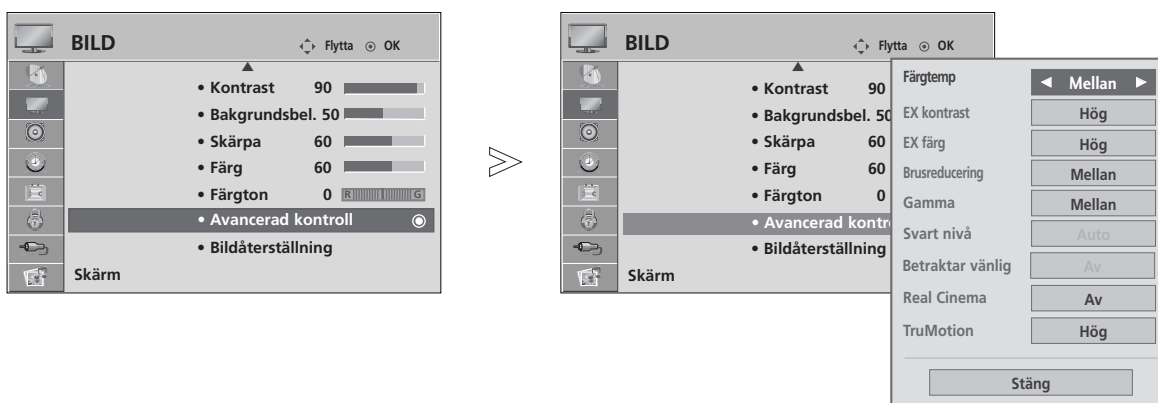 BILD
Flytta OK
• Kontrast 90
• Bakgrundsbel. 50
• Skärpa 60
• Färg 60
• Färgton 0 R G
• Avancerad kontroll
• Bildåterställning
Skärm
BILD
Flytta OK
• Kontrast 90
• Bakgrundsbel. 50
• Skärpa 60
• Färg 60
• Färgton 0
• Avancerad kontro
• Bildåterställning
Skärm
Färgtemp ◀ Mellan ▶
EX kontrast Hög
EX färg Hög
Brusreducering Mellan
Gamma Mellan
Svart nivå Auto
Betraktar vänlig Av
Real Cinema Av
TruMotion Hög
Stäng